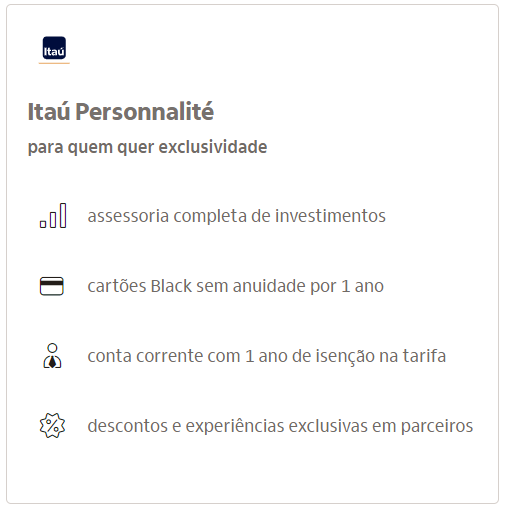 Itaú
Itaú Personnalité
para quem quer exclusividade
assessoria completa de investimentos
cartões Black sem anuidade por 1 ano
conta corrente com 1 ano de isenção na tarifa
descontos e experiências exclusivas em parceiros